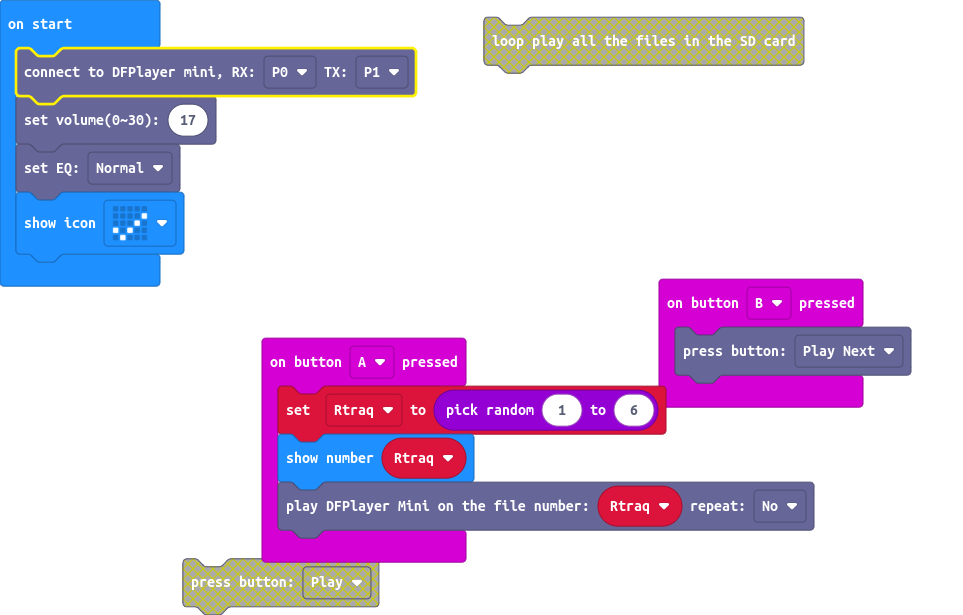 on start
connect to DFPlayer mini, RX: P0 TX: P1
set volume(0~30): 17
set EQ: Normal
show icon
loop play all the files in the SD card
on button B pressed
press button: Play Next
on button A pressed
set Rtraq to pick random 1 to 6
show number Rtraq
play DFPlayer Mini on the file number: Rtraq repeat: No
press button: Play